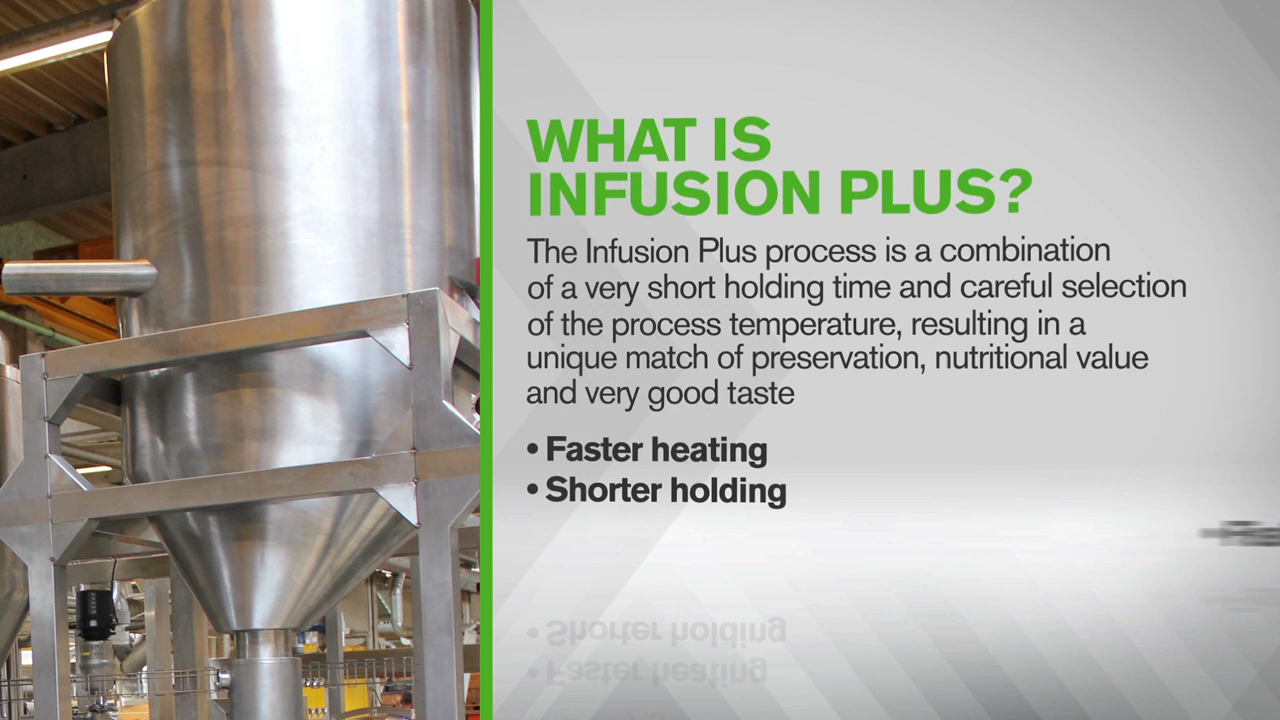 WHAT IS
INFUSION PLUS?
The Infusion Plus process is a combination
of a very short holding time and careful selection
of the process temperature, resulting in a
unique match of preservation, nutritional value
and very good taste
• Faster heating
• Shorter holding